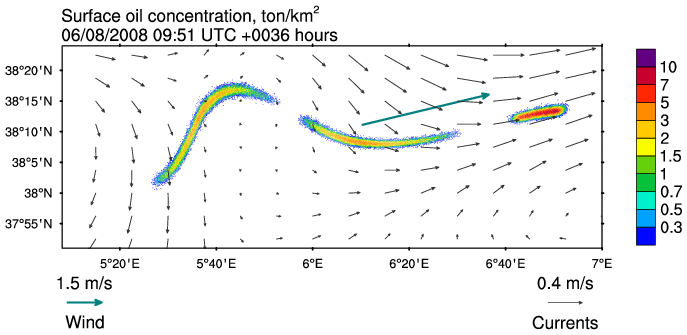 Surface oil concentration, ton/km²
06/08/2008 09:51 UTC +0036 hours
38°20'N
38°15'N
38°10'N
38°5'N
38°N
37°55'N
5°20'E 5°40'E 6°E 6°20'E 6°40'E 7°E
10
7
5
3
2
1.5
1
0.7
0.5
0.3
1.5 m/s 0.4 m/s
Wind Currents